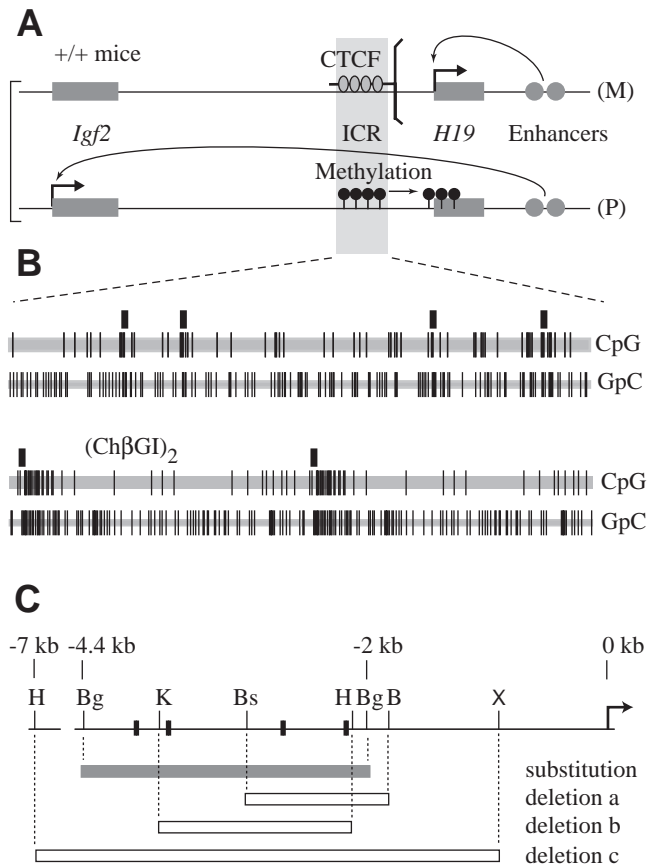 A
+/+ mice
CTCF
(M)
Igf2
ICR
H19
Enhancers
Methylation
(P)
B
CpG
GpC
(ChβGI)2
CpG
GpC
C
-7 kb
-4.4 kb
-2 kb
0 kb
H Bg K Bs H Bg B X
substitution
deletion a
deletion b
deletion c